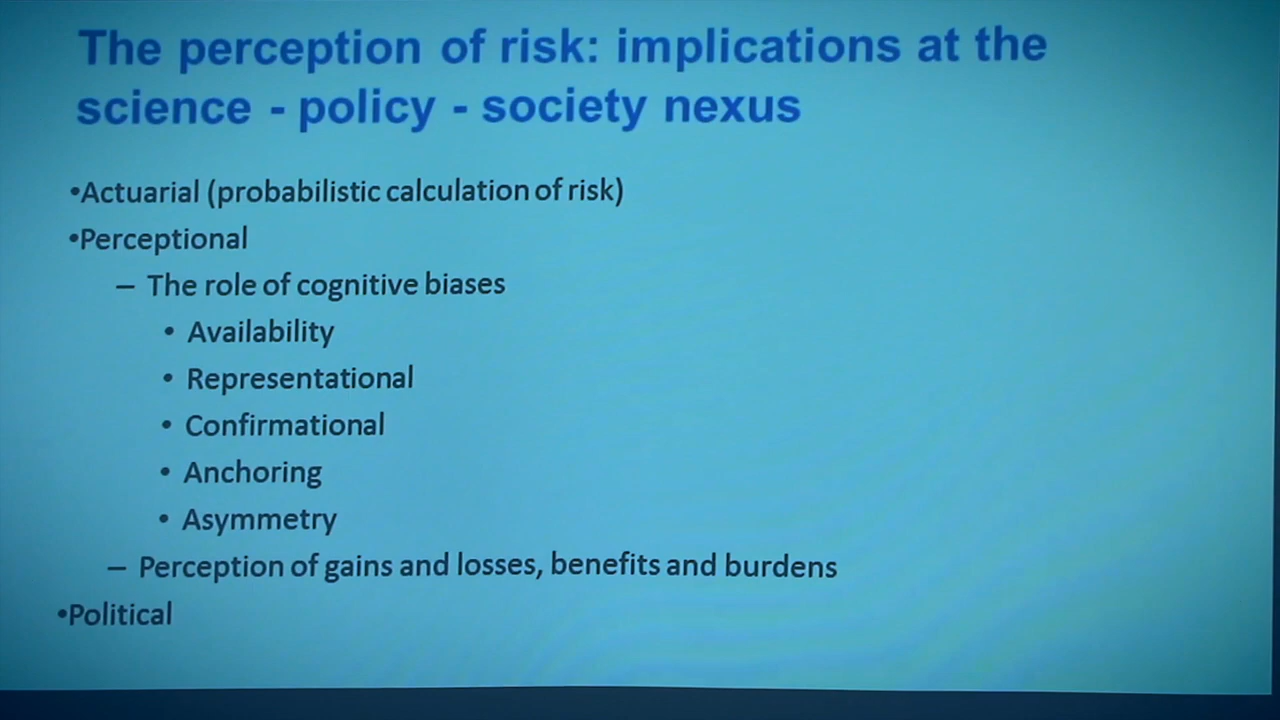 The perception of risk: implications at the
science - policy - society nexus
•Actuarial (probabilistic calculation of risk)
•Perceptional
– The role of cognitive biases
• Availability
• Representational
• Confirmational
• Anchoring
• Asymmetry
– Perception of gains and losses, benefits and burdens
•Political